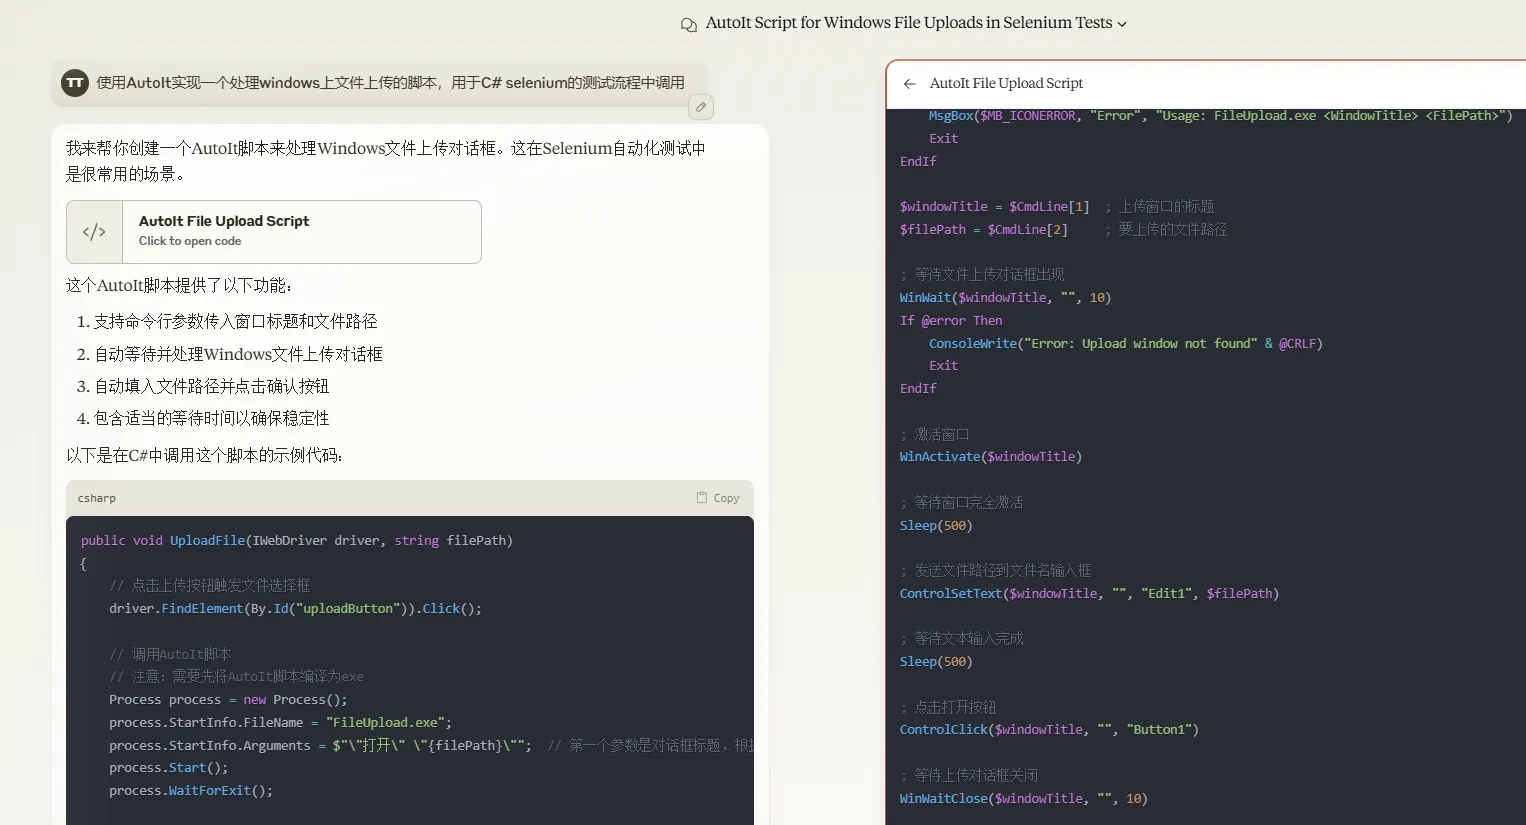 AutoIt Script for Windows File Uploads in Selenium Tests
TT 使用AutoIt实现一个处理windows上文件上传的脚本，用于C# selenium的测试流程中调用
我来帮你创建一个AutoIt脚本来处理Windows文件上传对话框。这在Selenium自动化测试中
是很常用的场景。
</>
AutoIt File Upload Script
Click to open code
这个AutoIt脚本提供了以下功能：
1. 支持命令行参数传入窗口标题和文件路径
2. 自动等待并处理Windows文件上传对话框
3. 自动填入文件路径并点击确认按钮
4. 包含适当的等待时间以确保稳定性
以下是在C#中调用这个脚本的示例代码：
csharp
Copy
public void UploadFile(IWebDriver driver, string filePath)
{
// 点击上传按钮触发文件选择框
driver.FindElement(By.Id("uploadButton")).Click();
// 调用AutoIt脚本
// 注意：需要先将AutoIt脚本编译为exe
Process process = new Process();
process.StartInfo.FileName = "FileUpload.exe";
process.StartInfo.Arguments = $"\"打开\" \"{filePath}\""; // 第一个参数是对话框标题，根
process.Start();
process.WaitForExit();
AutoIt File Upload Script
MsgBox($MB_ICONERROR, "Error", "Usage: FileUpload.exe <WindowTitle> <FilePath>")
Exit
EndIf
$windowTitle = $CmdLine[1] ; 上传窗口的标题
$filePath = $CmdLine[2] ; 要上传的文件路径
; 等待文件上传对话框出现
WinWait($windowTitle, "", 10)
If @error Then
ConsoleWrite("Error: Upload window not found" & @CRLF)
Exit
EndIf
; 激活窗口
WinActivate($windowTitle)
; 等待窗口完全激活
Sleep(500)
; 发送文件路径到文件名输入框
ControlSetText($windowTitle, "", "Edit1", $filePath)
; 等待文本输入完成
Sleep(500)
; 点击打开按钮
ControlClick($windowTitle, "", "Button1")
; 等待上传对话框关闭
WinWaitClose($windowTitle, "", 10)